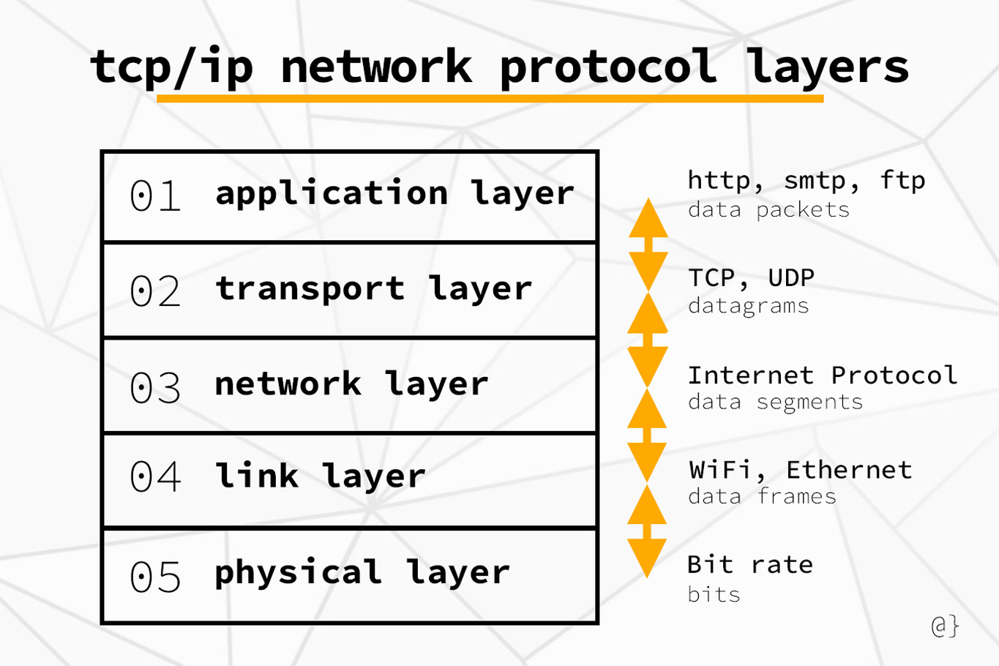 tcp/ip network protocol layers
01 application layer
http, smtp, ftp
data packets
02 transport layer
TCP, UDP
datagrams
03 network layer
Internet Protocol
data segments
04 link layer
WiFi, Ethernet
data frames
05 physical layer
Bit rate
bits
@}